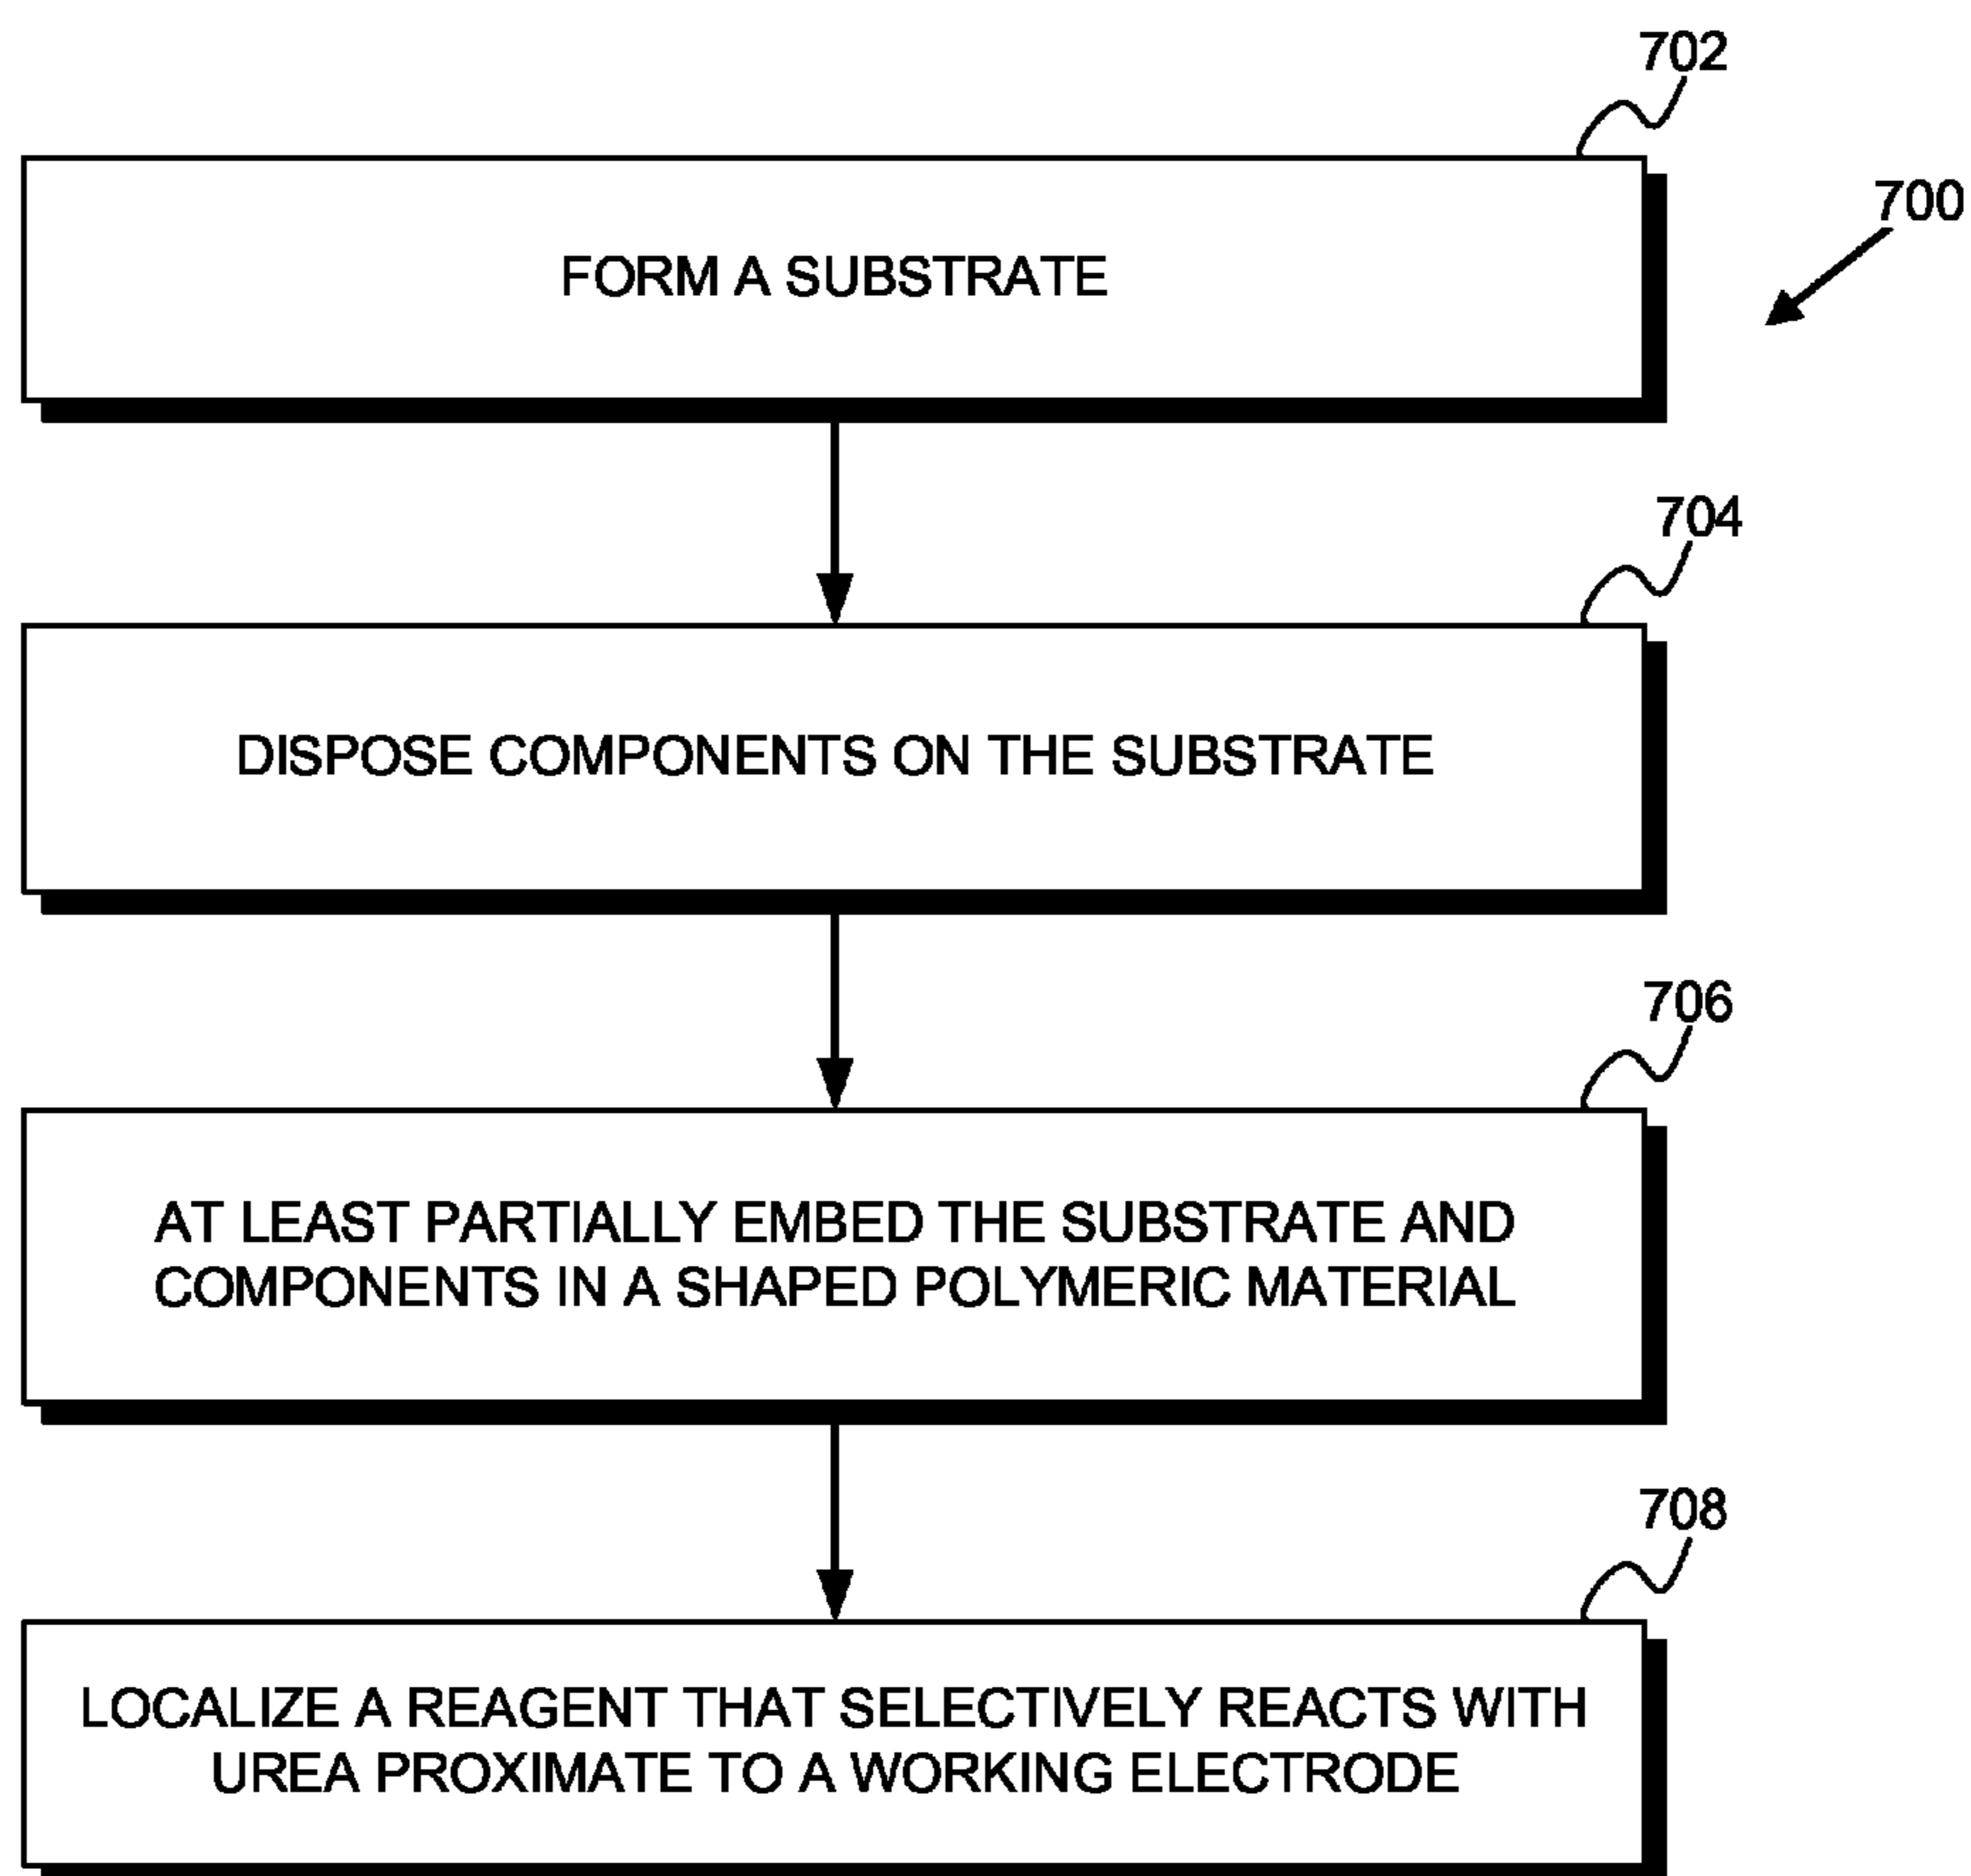 702
700
FORM A SUBSTRATE
704
DISPOSE COMPONENTS ON THE SUBSTRATE
706
AT LEAST PARTIALLY EMBED THE SUBSTRATE AND
COMPONENTS IN A SHAPED POLYMERIC MATERIAL
708
LOCALIZE A REAGENT THAT SELECTIVELY REACTS WITH
UREA PROXIMATE TO A WORKING ELECTRODE